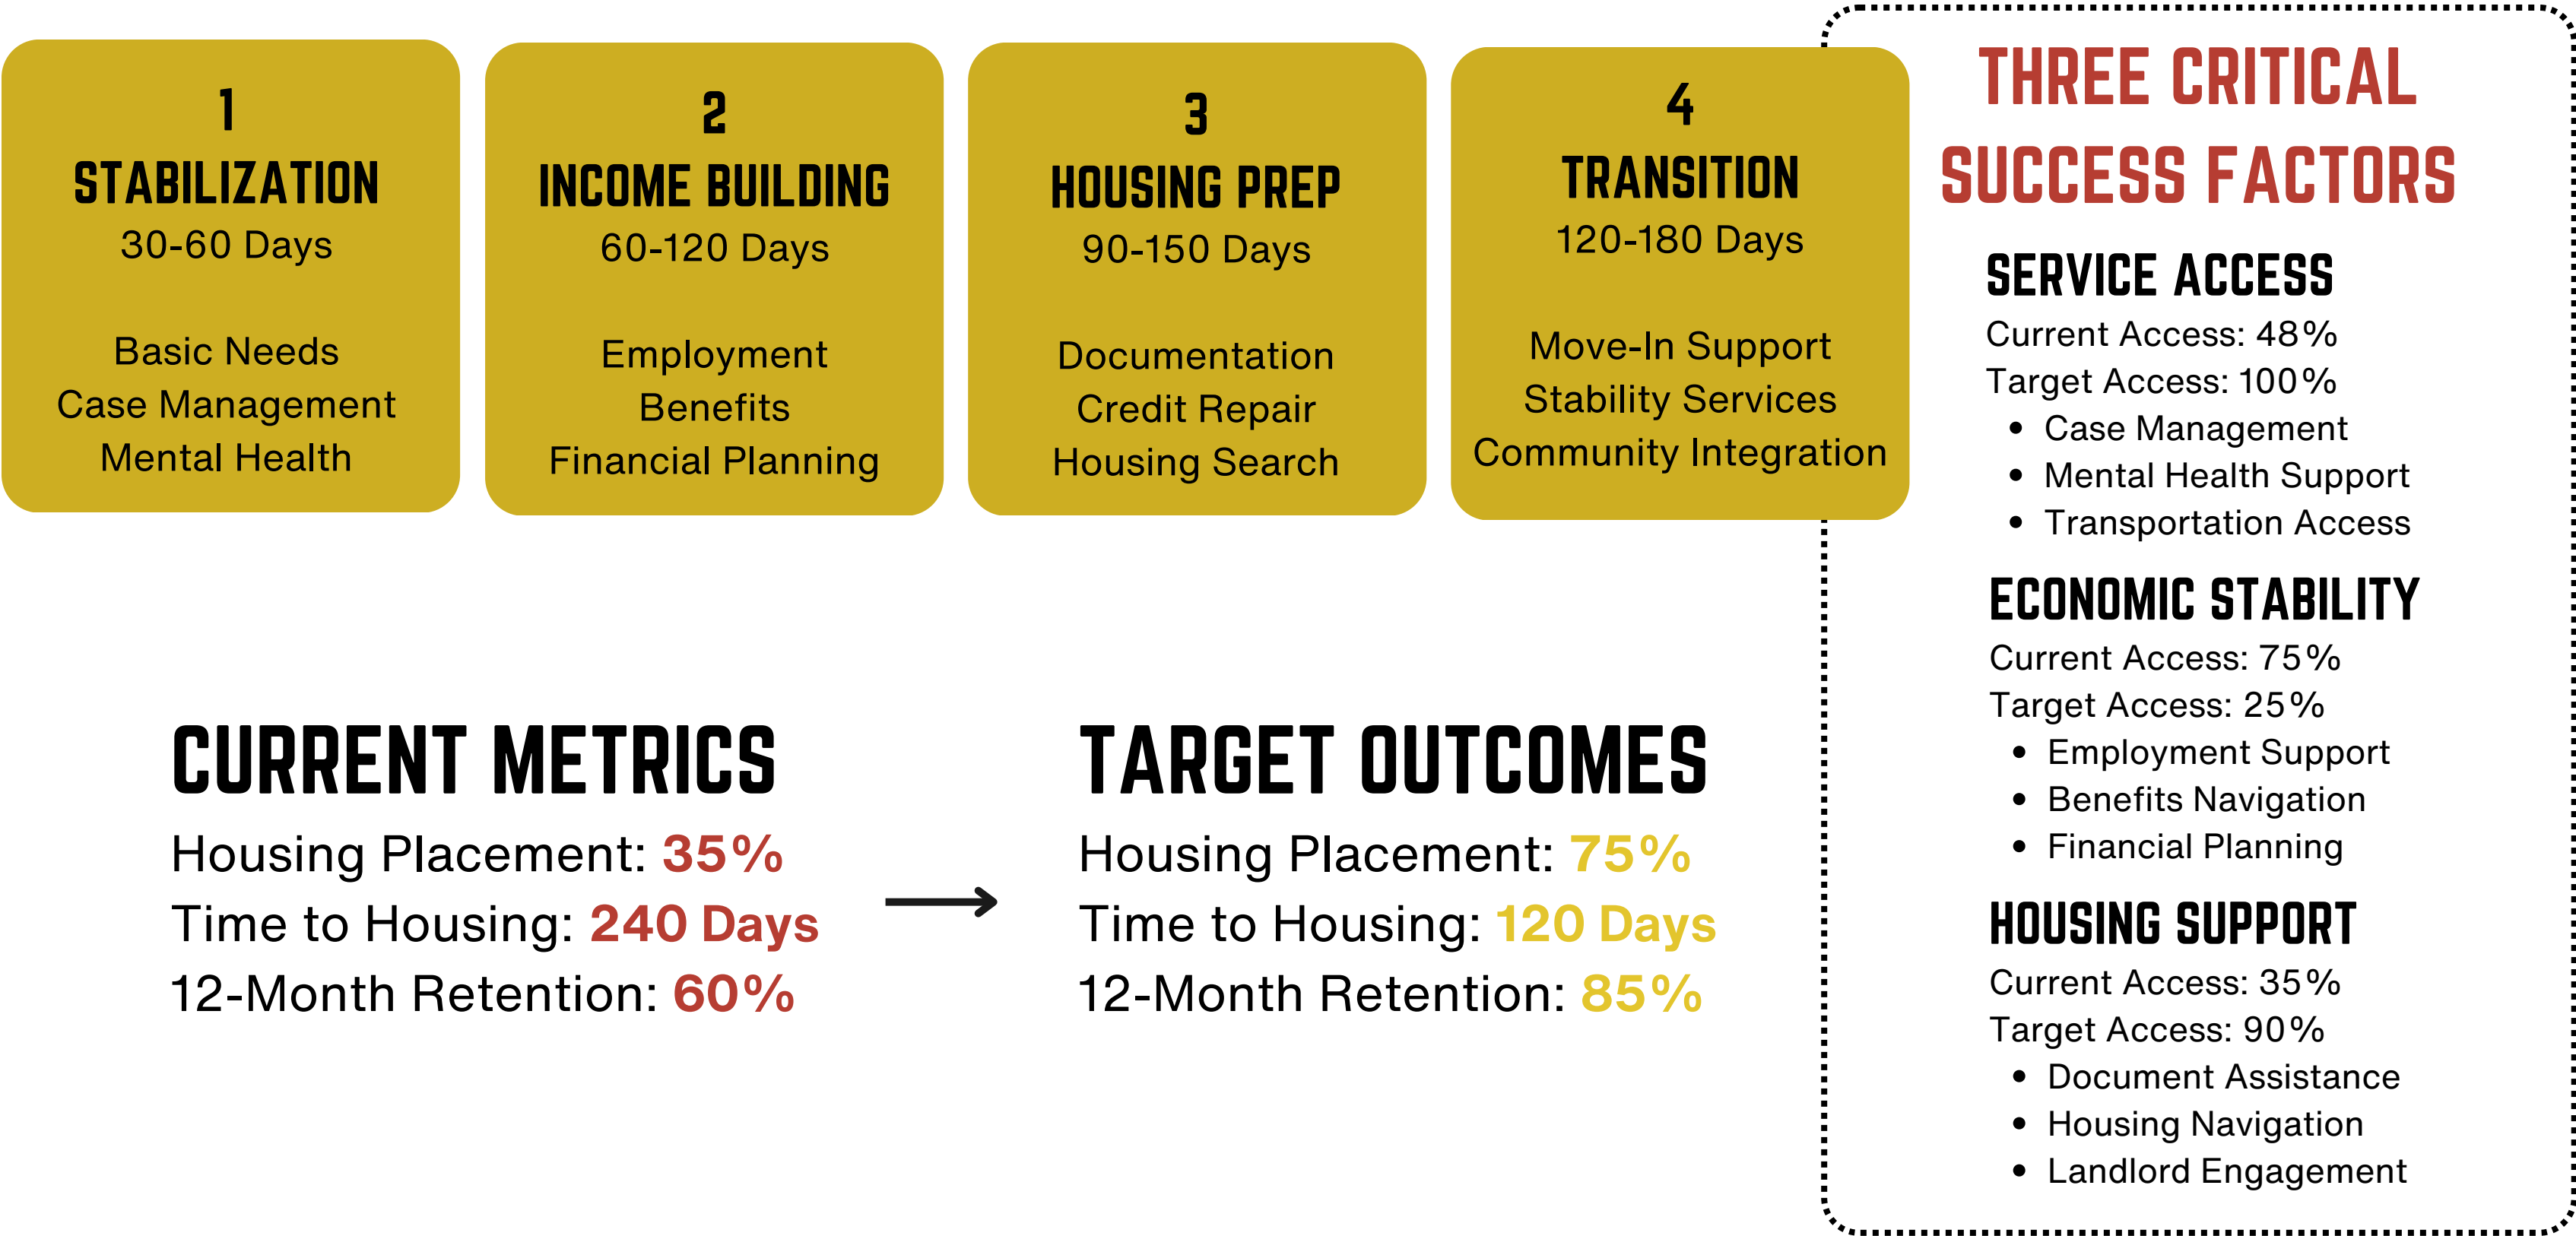 1
STABILIZATION
30-60 Days
Basic Needs
Case Management
Mental Health
2
INCOME BUILDING
60-120 Days
Employment
Benefits
Financial Planning
3
HOUSING PREP
90-150 Days
Documentation
Credit Repair
Housing Search
4
TRANSITION
120-180 Days
Move-In Support
Stability Services
Community Integration
CURRENT METRICS
Housing Placement: 35%
Time to Housing: 240 Days
12-Month Retention: 60%
TARGET OUTCOMES
Housing Placement: 75%
Time to Housing: 120 Days
12-Month Retention: 85%
THREE CRITICAL
SUCCESS FACTORS
SERVICE ACCESS
Current Access: 48%
Target Access: 100%
• Case Management
• Mental Health Support
• Transportation Access
ECONOMIC STABILITY
Current Access: 75%
Target Access: 25%
• Employment Support
• Benefits Navigation
• Financial Planning
HOUSING SUPPORT
Current Access: 35%
Target Access: 90%
• Document Assistance
• Housing Navigation
• Landlord Engagement